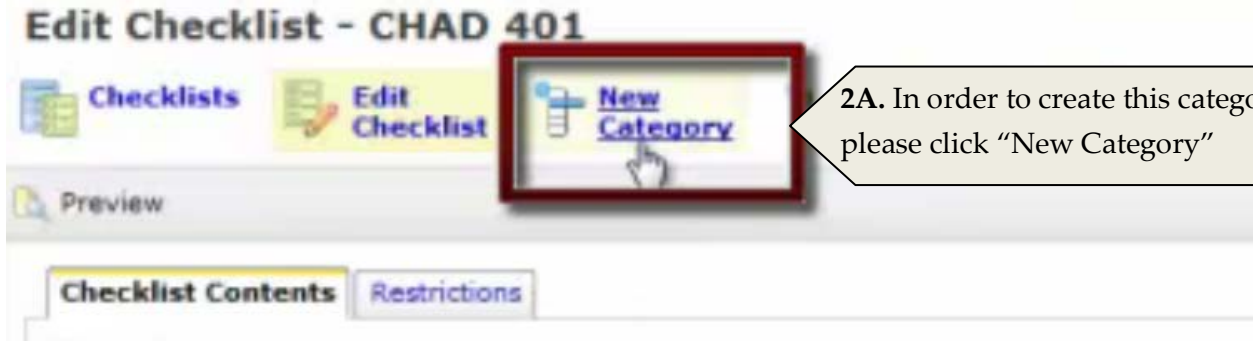 Edit Checklist - CHAD 401
Checklists
Edit
Checklist
New
Category
2A. In order to create this catego
please click “New Category”
Preview
Checklist Contents
Restrictions